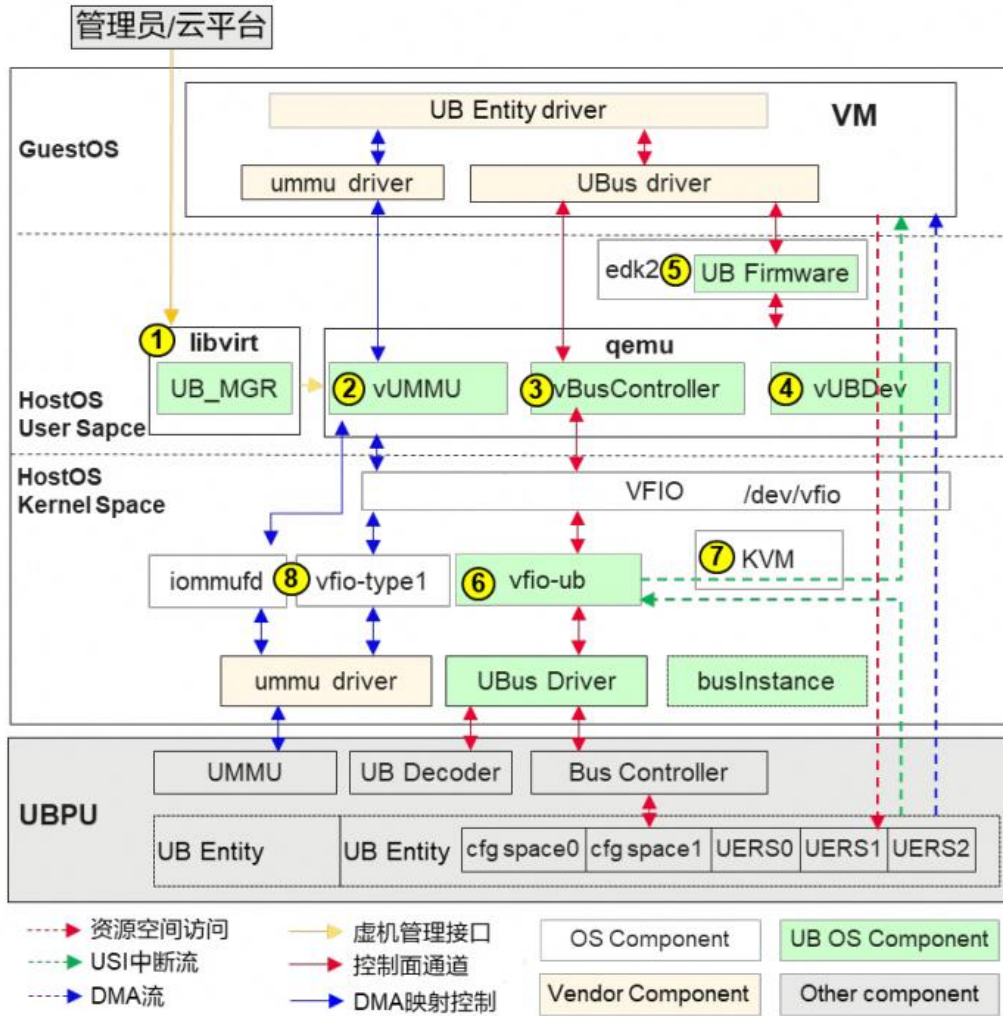 管理员/云平台
UB Entity driver
VM
GuestOS
ummu driver
UBus driver
edk2
5
UB Firmware
1
libvirt
qemu
UB_MGR
2
vUMMU
3
vBusController
4
vUBDev
HostOS
User Sapce
HostOS
Kernel Space
VFIO
/dev/vfio
iommufd
8
vfio-type1
6
vfio-ub
7
KVM
ummu driver
UBus Driver
busInstance
UMMU
UB Decoder
Bus Controller
UBPU
UB Entity
UB Entity
cfg space0
cfg space1
UERS0
UERS1
UERS2
资源空间访问
虚机管理接口
OS Component
UB OS Component
USI中断流
控制面通道
DMA流
DMA映射控制
Vendor Component
Other component